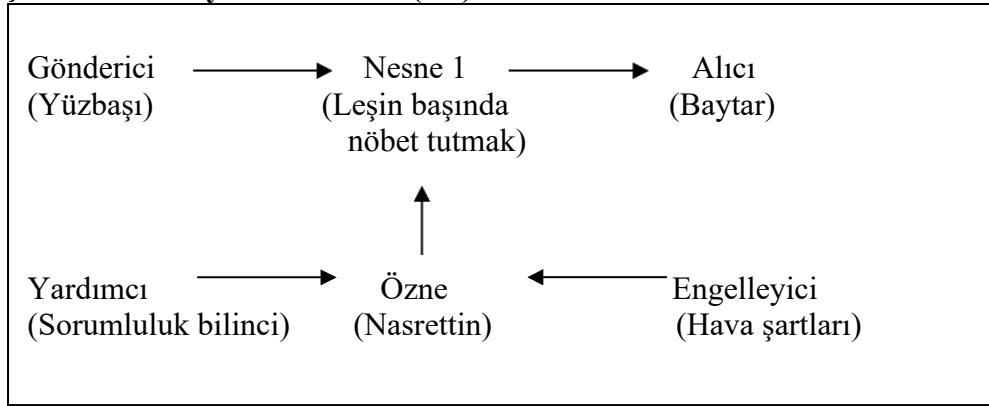 Gönderici Nesne 1 Alıcı
(Yüzbaşı) (Leşin başında (Baytar)
nöbet tutmak)
Yardımcı Özne Engelleyici
(Sorumluluk bilinci) (Nasrettin) (Hava şartları)